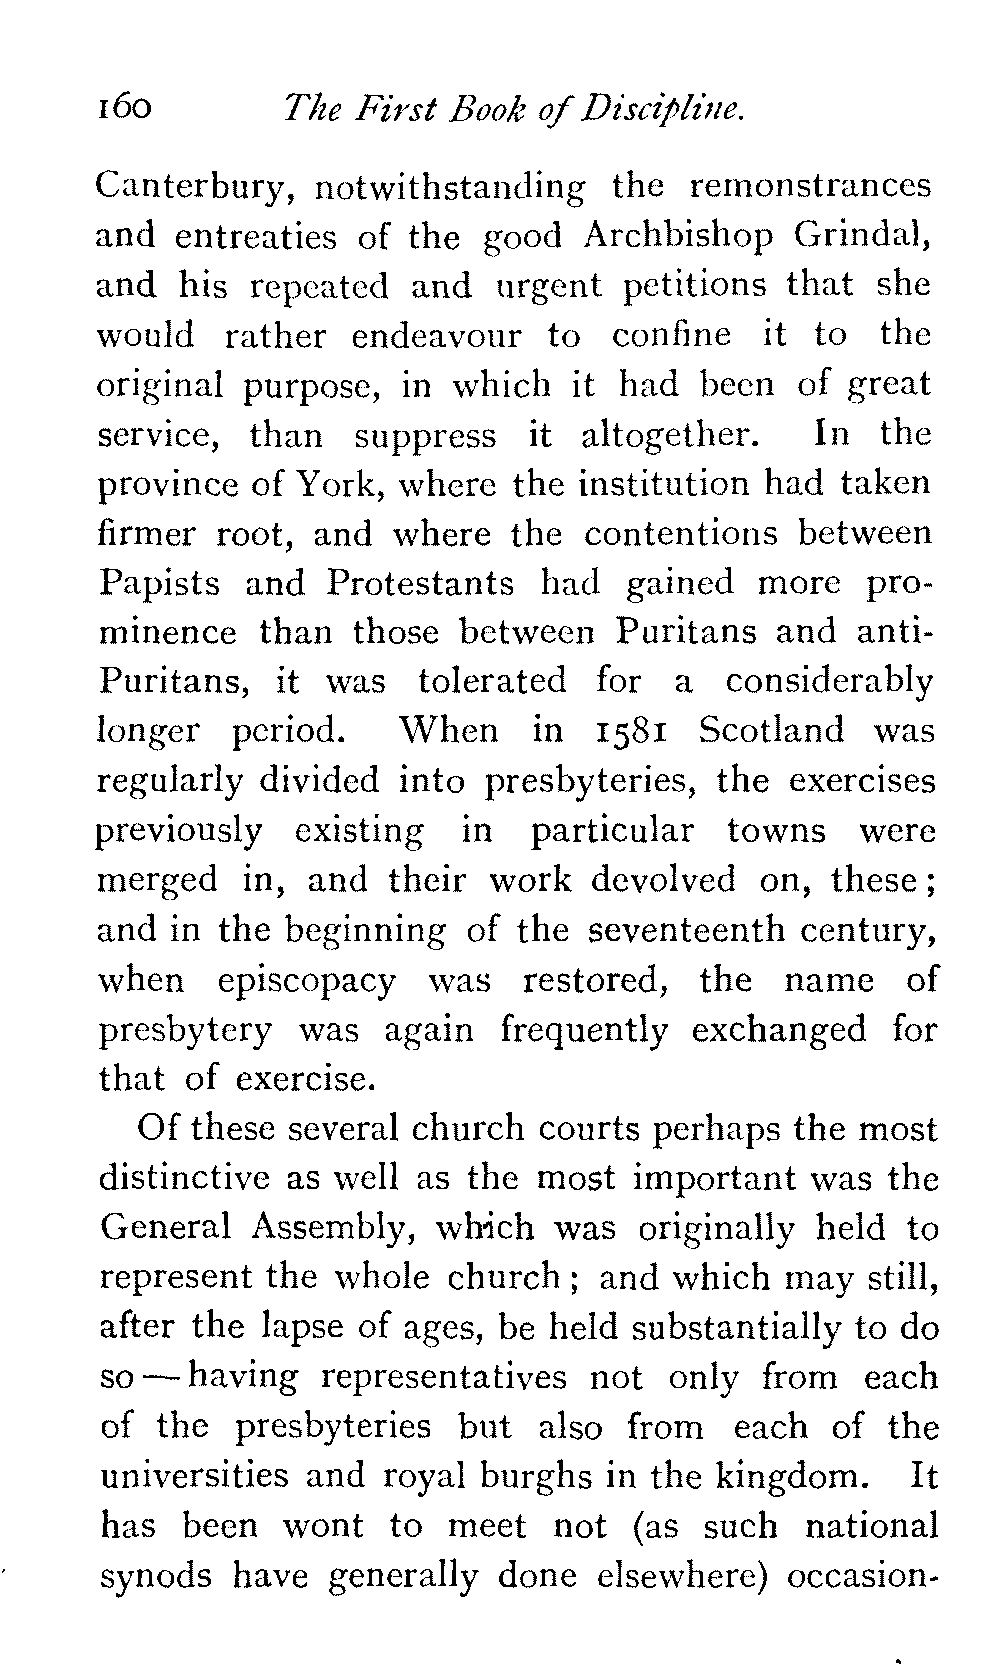 160 The First Book of Discipline.
Canterbury, notwithstanding the remonstrances
and entreaties of the good Archbishop Grindal,
and his repeated and urgent petitions that she
would rather endeavour to confine it to the
original purpose, in which it had been of great
service, than suppress it altogether. In the
province of York, where the institution had taken
firmer root, and where the contentions between
Papists and Protestants had gained more pro-
minence than those between Puritans and anti-
Puritans, it was tolerated for a considerably
longer period. When in 1581 Scotland was
regularly divided into presbyteries, the exercises
previously existing in particular towns were
merged in, and their work devolved on, these;
and in the beginning of the seventeenth century,
when episcopacy was restored, the name of
presbytery was again frequently exchanged for
that of exercise.
Of these several church courts perhaps the most
distinctive as well as the most important was the
General Assembly, which was originally held to
represent the whole church; and which may still,
after the lapse of ages, be held substantially to do
so—having representatives not only from each
of the presbyteries but also from each of the
universities and royal burghs in the kingdom. It
has been wont to meet not (as such national
synods have generally done elsewhere) occasion-